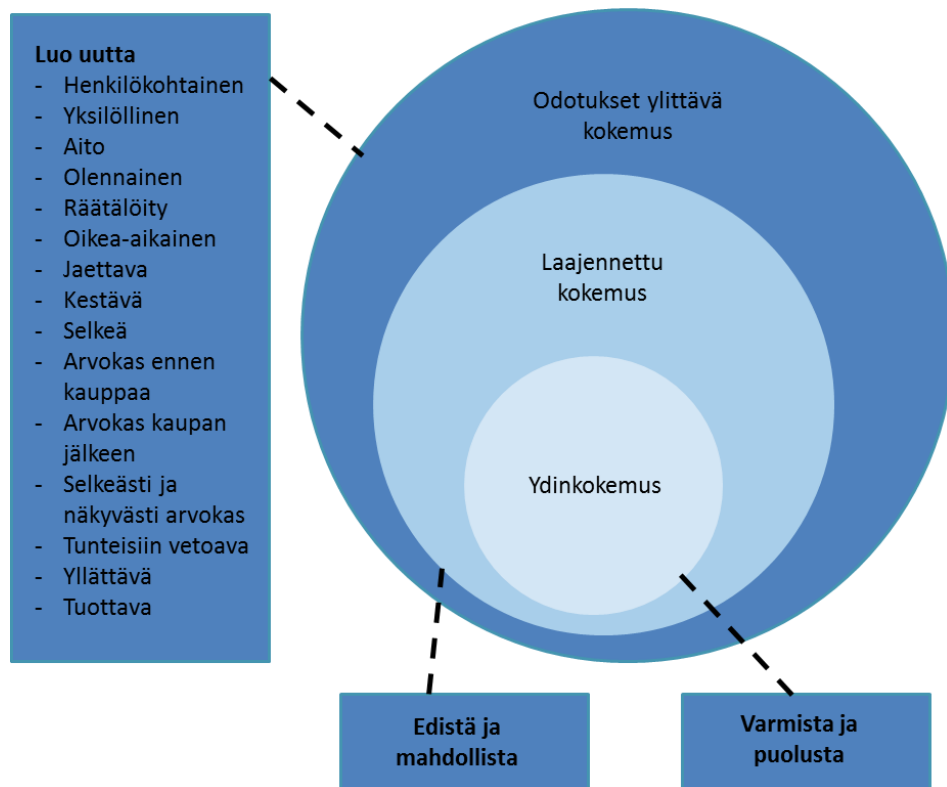 Luo uutta
- Henkilökohtainen
- Yksilöllinen
- Aito
- Olennainen
- Räätälöity
- Oikea-aikainen
- Jaettava
- Kestävä
- Selkeä
- Arvokas ennen
kauppaa
- Arvokas kaupan
jälkeen
- Selkeästi ja
näkyvästi arvokas
- Tunteisiin vetoava
- Yllättävä
- Tuottava
Odotukset ylittävä
kokemus
Laajennettu
kokemus
Ydinkokemus
Edistä ja
mahdollista
Varmista ja
puolusta